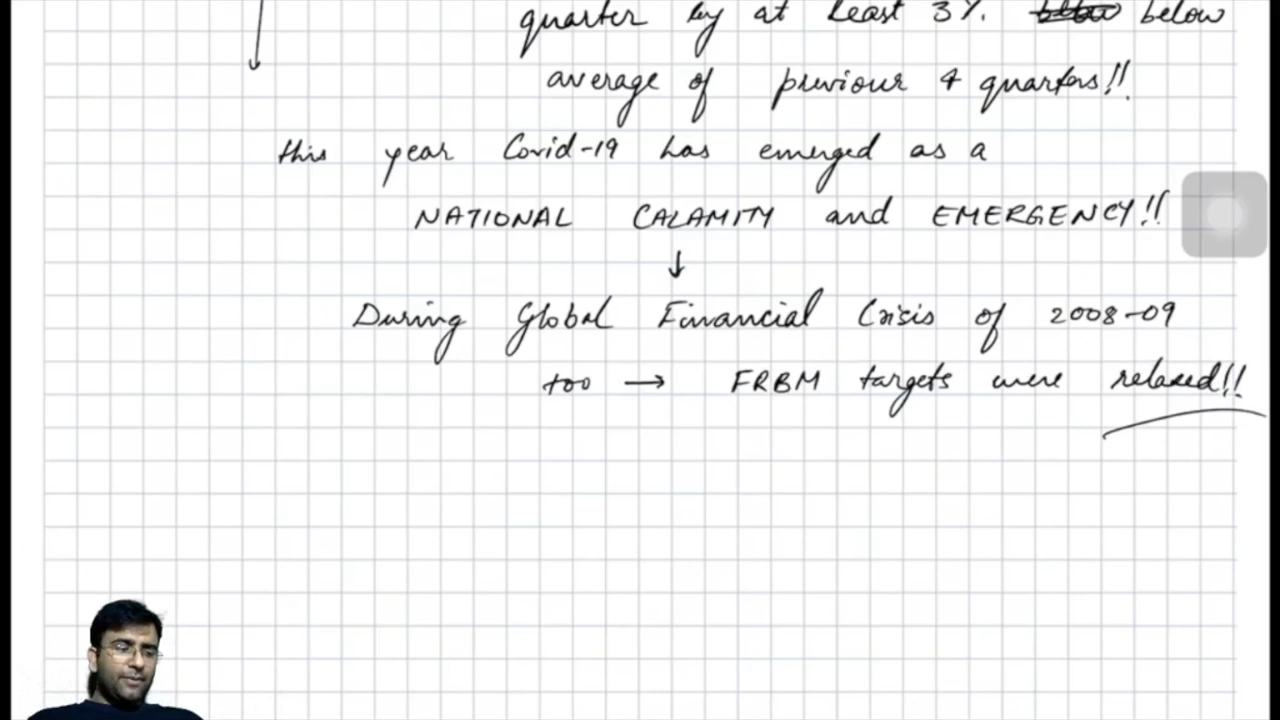 quarter by at least 3% below
average of previour 4 quarters!!
this year Covid-19 has emerged as a
NATIONAL CALAMITY and EMERGENCY!!
↓
During Global Financial Crisis of 2008-09
too → FRBM targets were relaxed!!